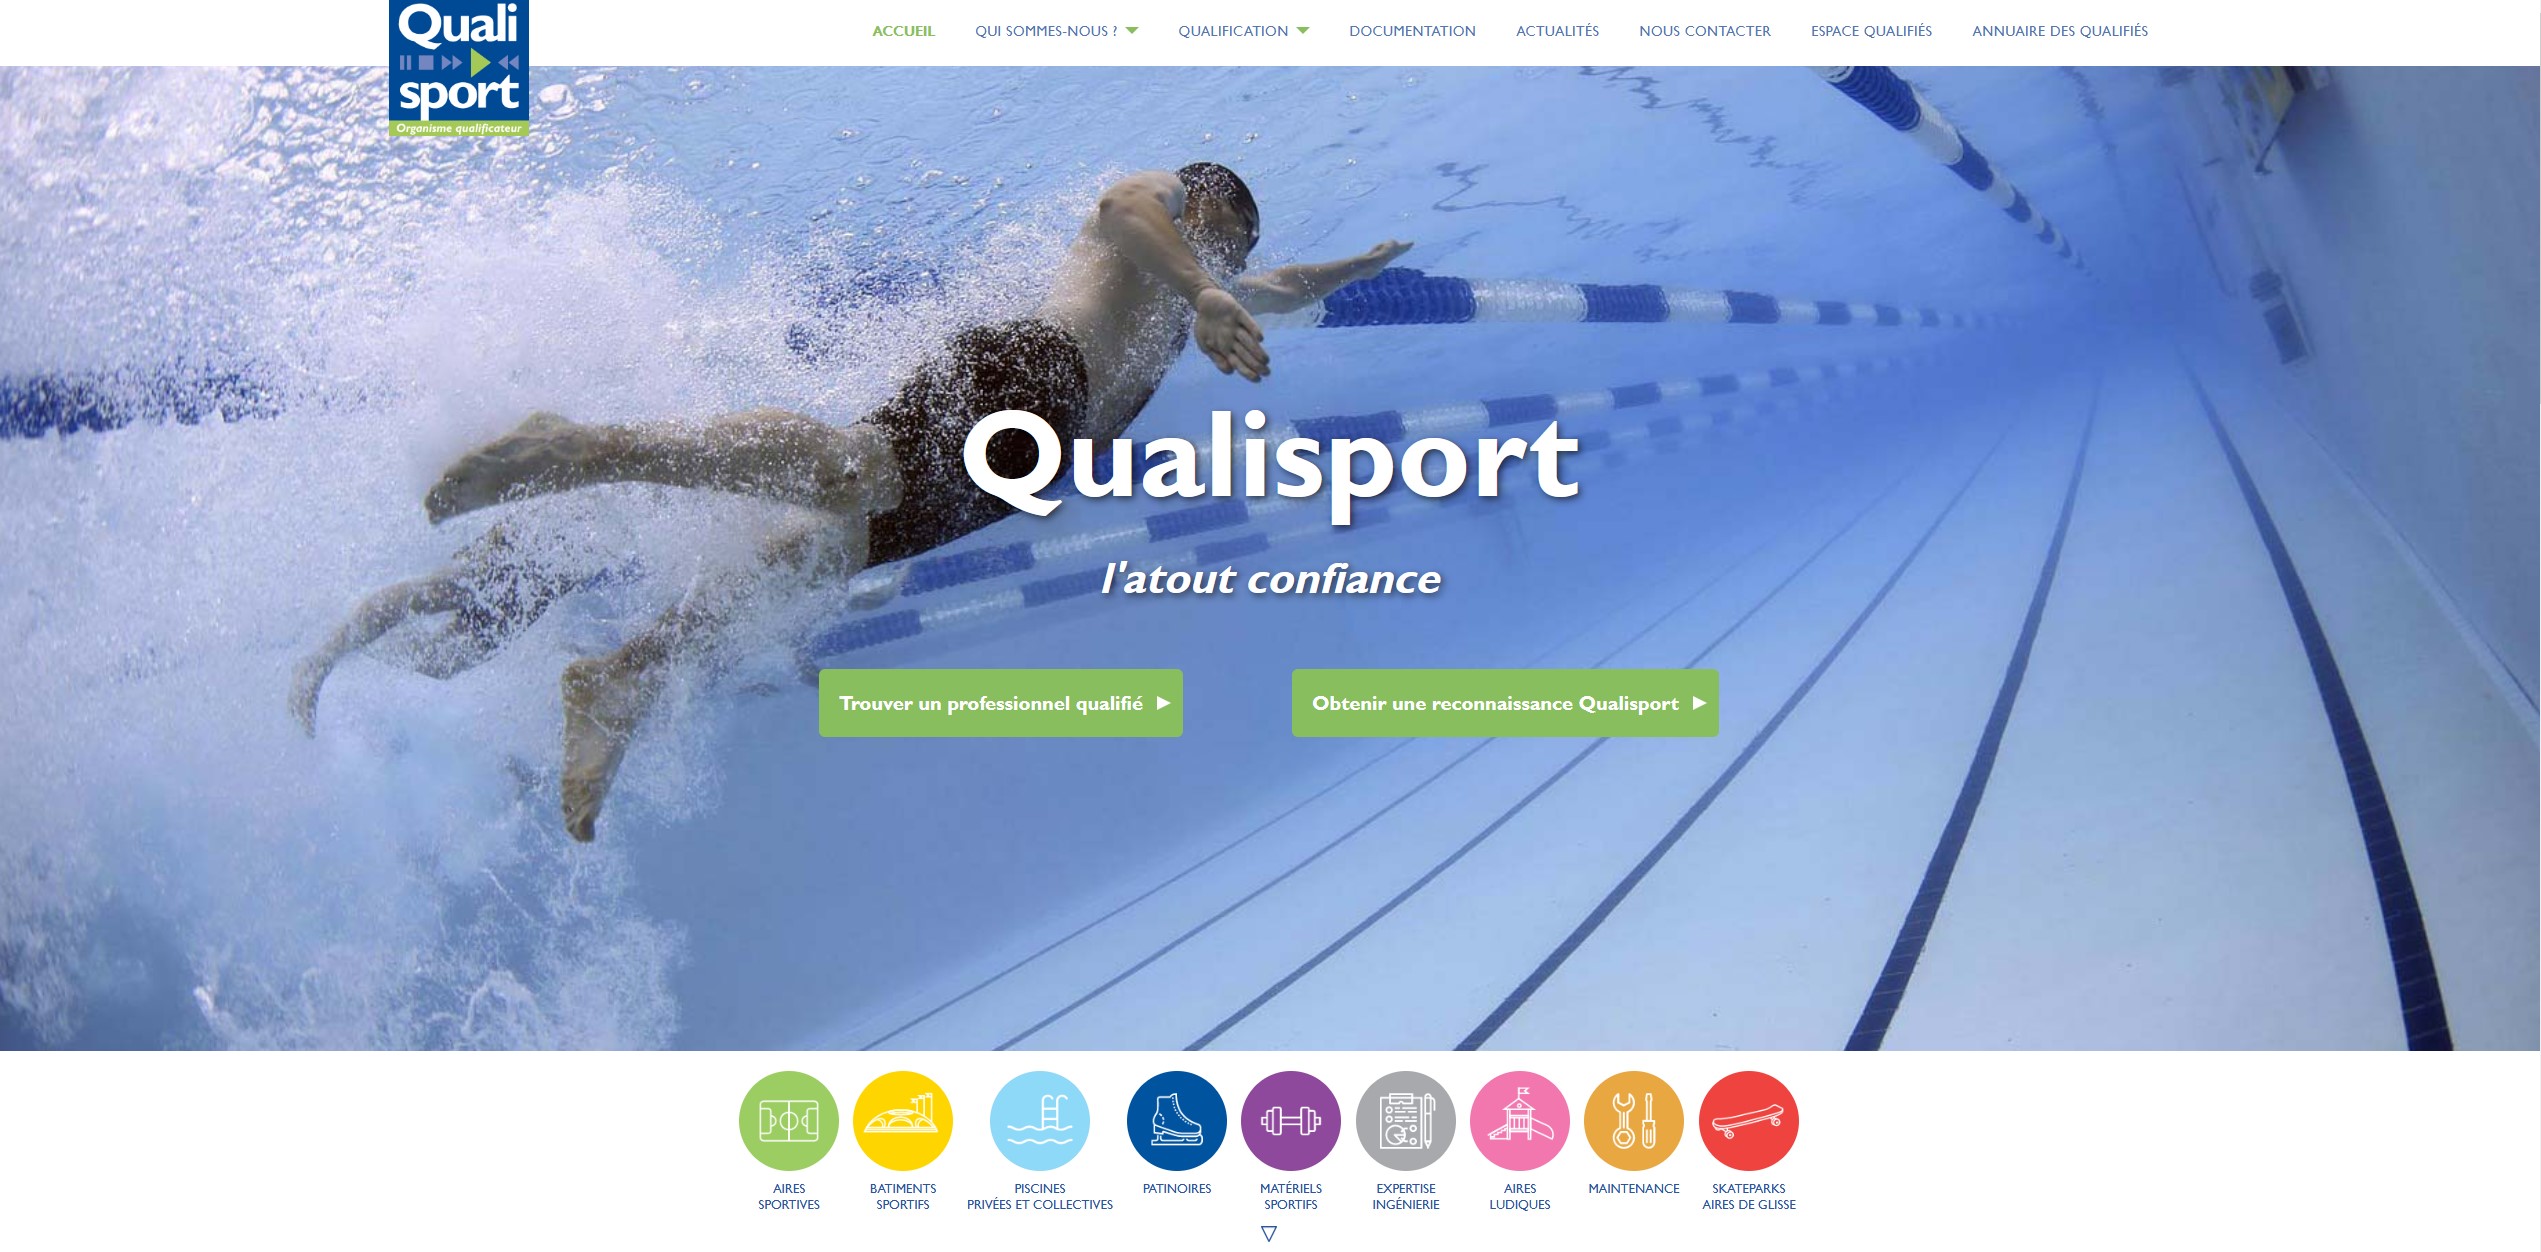 Quali
sport
Organisme qualificateur
ACCUEIL QUI SOMMES-NOUS ? QUALIFICATION DOCUMENTATION ACTUALITÉS NOUS CONTACTER ESPACE QUALIFIÉS ANNUAIRE DES QUALIFIÉS
Qualisport
l'atout confiance
Trouver un professionnel qualifié
Obtenir une reconnaissance Qualisport
AIRES
SPORTIVES
BATIMENTS
SPORTIFS
PISCINES
PRIVÉES ET COLLECTIVES
PATINOIRES
MATÉRIELS
SPORTIFS
EXPERTISE
INGÉNIERIE
AIRES
LUDIQUES
MAINTENANCE
SKATEPARKS
AIRES DE GLISSE